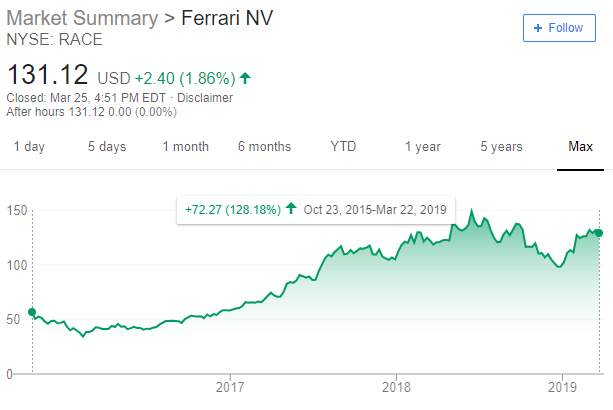 Market Summary > Ferrari NV
NYSE: RACE
+ Follow
131.12 USD +2.40 (1.86%)
Closed: Mar 25, 4:51 PM EDT · Disclaimer
After hours 131.12 0.00 (0.00%)
1 day 5 days 1 month 6 months YTD 1 year 5 years Max
+72.27 (128.18%) Oct 23, 2015-Mar 22, 2019
150
100
50
0
2017 2018 2019